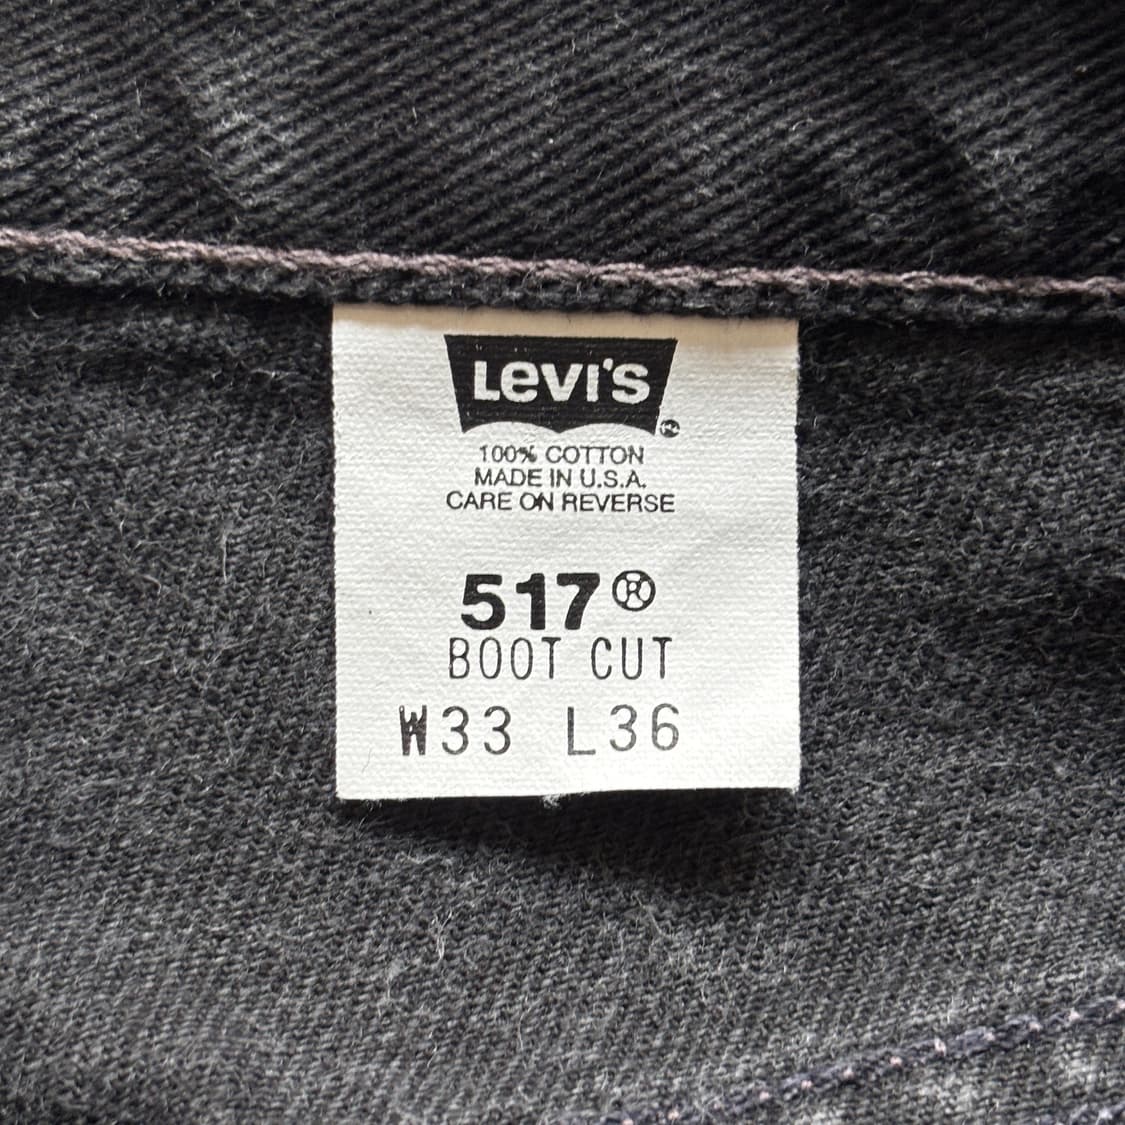 Levi's ®
100% COTTON
MADE IN U.S.A.
CARE ON REVERSE
517®
BOOT CUT
W33 L36